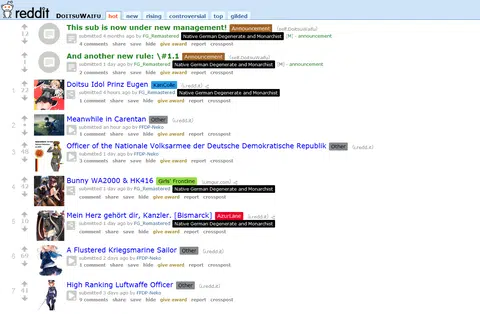 reddit DOITSUWAIFU hot new rising controversial top gilded
This sub is now under new management! Announcement (self.DoitsuWaifu)
submitted 4 months ago by FG_Remastered Native German Degenerate and Monarchist [M] - announcement
4 comments share save hide give award report crosspost
12
And another new rule: \#1.1 Announcement (self.DoitsuWaifu)
submitted 1 day ago by FG_Remastered Native German Degenerate and Monarchist [M] - announcement
comments share save hide give award report crosspost
1
1 72 Doitsu Idol Prinz Eugen KanColle (i.redd.it)
submitted 4 hours ago by FG_Remastered Native German Degenerate and Monarchist
1 comment share save hide give award report crosspost
2 • Meanwhile in Carentan Other (i.redd.it)
submitted an hour ago by FFDP-Neko
comment share save hide give award report crosspost
3 48 Officer of the Nationale Volksarmee der Deutsche Demokratische Republik Other (i.redd.it)
submitted 1 day ago by FFDP-Neko
3 comments share save hide give award report crosspost
4 42 Bunny WA2000 & HK416 Girls' Frontline (i.imgur.com)
submitted 1 day ago by FG_Remastered Native German Degenerate and Monarchist
comment share save hide give award report crosspost
5 10 Mein Herz gehört dir, Kanzler. [Bismarck] AzurLane (i.redd.it)
submitted 1 day ago by FG_Remastered Native German Degenerate and Monarchist
comment share save hide give award report crosspost
6 69 A Flustered Kriegsmarine Sailor Other (i.redd.it)
submitted 2 days ago by FFDP-Neko
1 comment share save hide give award report crosspost
7 41 High Ranking Luftwaffe Officer Other (i.redd.it)
submitted 3 days ago by FFDP-Neko
9 comments share save hide give award report crosspost